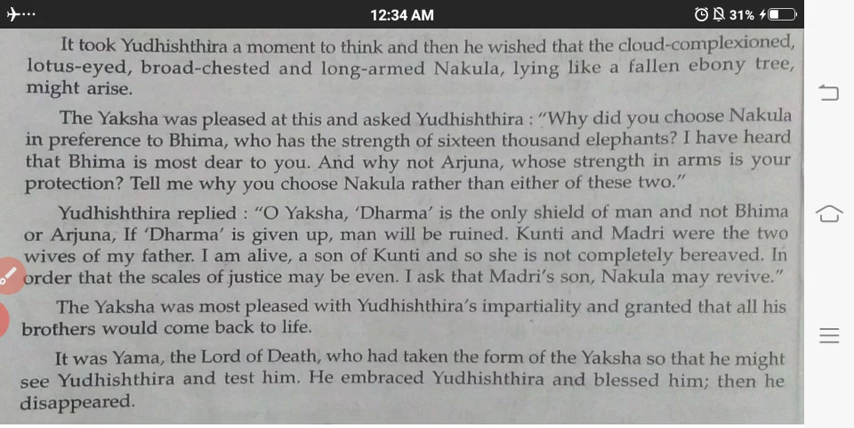 12:34 AM
31%
It took Yudhishthira a moment to think and then he wished that the cloud-complexioned,
lotus-eyed, broad-chested and long-armed Nakula, lying like a fallen ebony tree,
might arise.
The Yaksha was pleased at this and asked Yudhishthira : “Why did you choose Nakula
in preference to Bhima, who has the strength of sixteen thousand elephants? I have heard
that Bhima is most dear to you. And why not Arjuna, whose strength in arms is your
protection? Tell me why you choose Nakula rather than either of these two.”
Yudhishthira replied : “O Yaksha, ‘Dharma’ is the only shield of man and not Bhima
or Arjuna, If ‘Dharma’ is given up, man will be ruined. Kunti and Madri were the two
wives of my father. I am alive, a son of Kunti and so she is not completely bereaved. In
order that the scales of justice may be even. I ask that Madri’s son, Nakula may revive.”
The Yaksha was most pleased with Yudhishthira’s impartiality and granted that all his
brothers would come back to life.
It was Yama, the Lord of Death, who had taken the form of the Yaksha so that he might
see Yudhishthira and test him. He embraced Yudhishthira and blessed him; then he
disappeared.